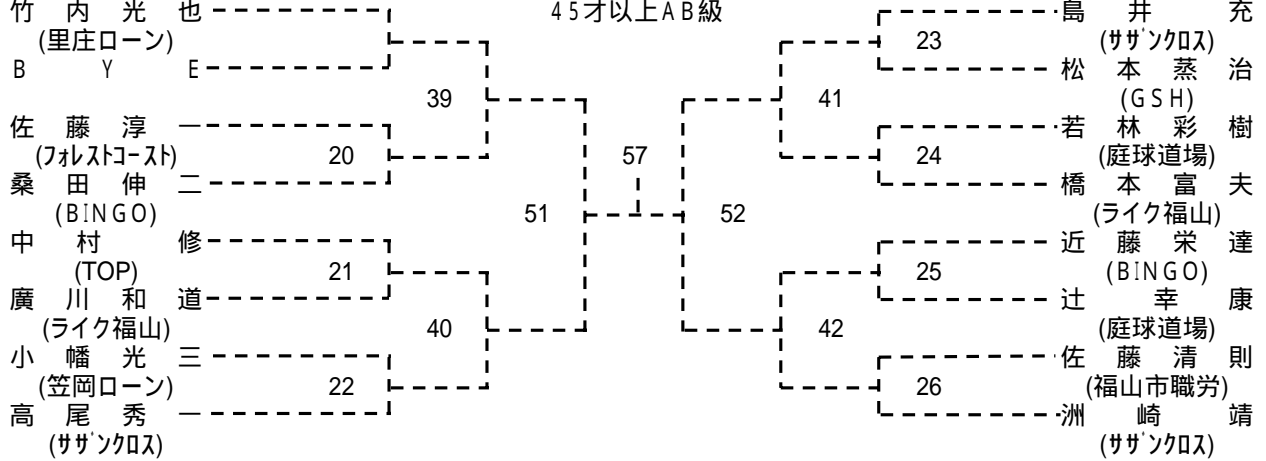 45才以上AB級
竹内光也
(里庄ローン)
BYE
39
佐藤淳一
(フォレストコースト)
20
桑田伸二
(BINGO)
51
中村修
(TOP)
21
廣川和道
(ライク福山)
40
小幡光三
(笠岡ローン)
22
高尾秀一
(サザンクロス)
57
島井充
(サザンクロス)
23
松本蒸治
(GSH)
41
若林彩樹
(庭球道場)
24
橋本富夫
(ライク福山)
52
近藤栄達
(BINGO)
25
辻幸康
(庭球道場)
42
佐藤清則
(福山市職労)
26
洲崎靖
(サザンクロス)